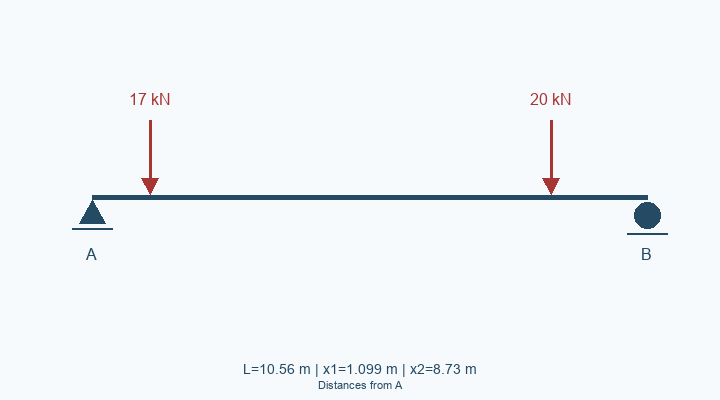 17 kN
20 kN
A
B
L=10.56 m | x1=1.099 m | x2=8.73 m
Distances from A